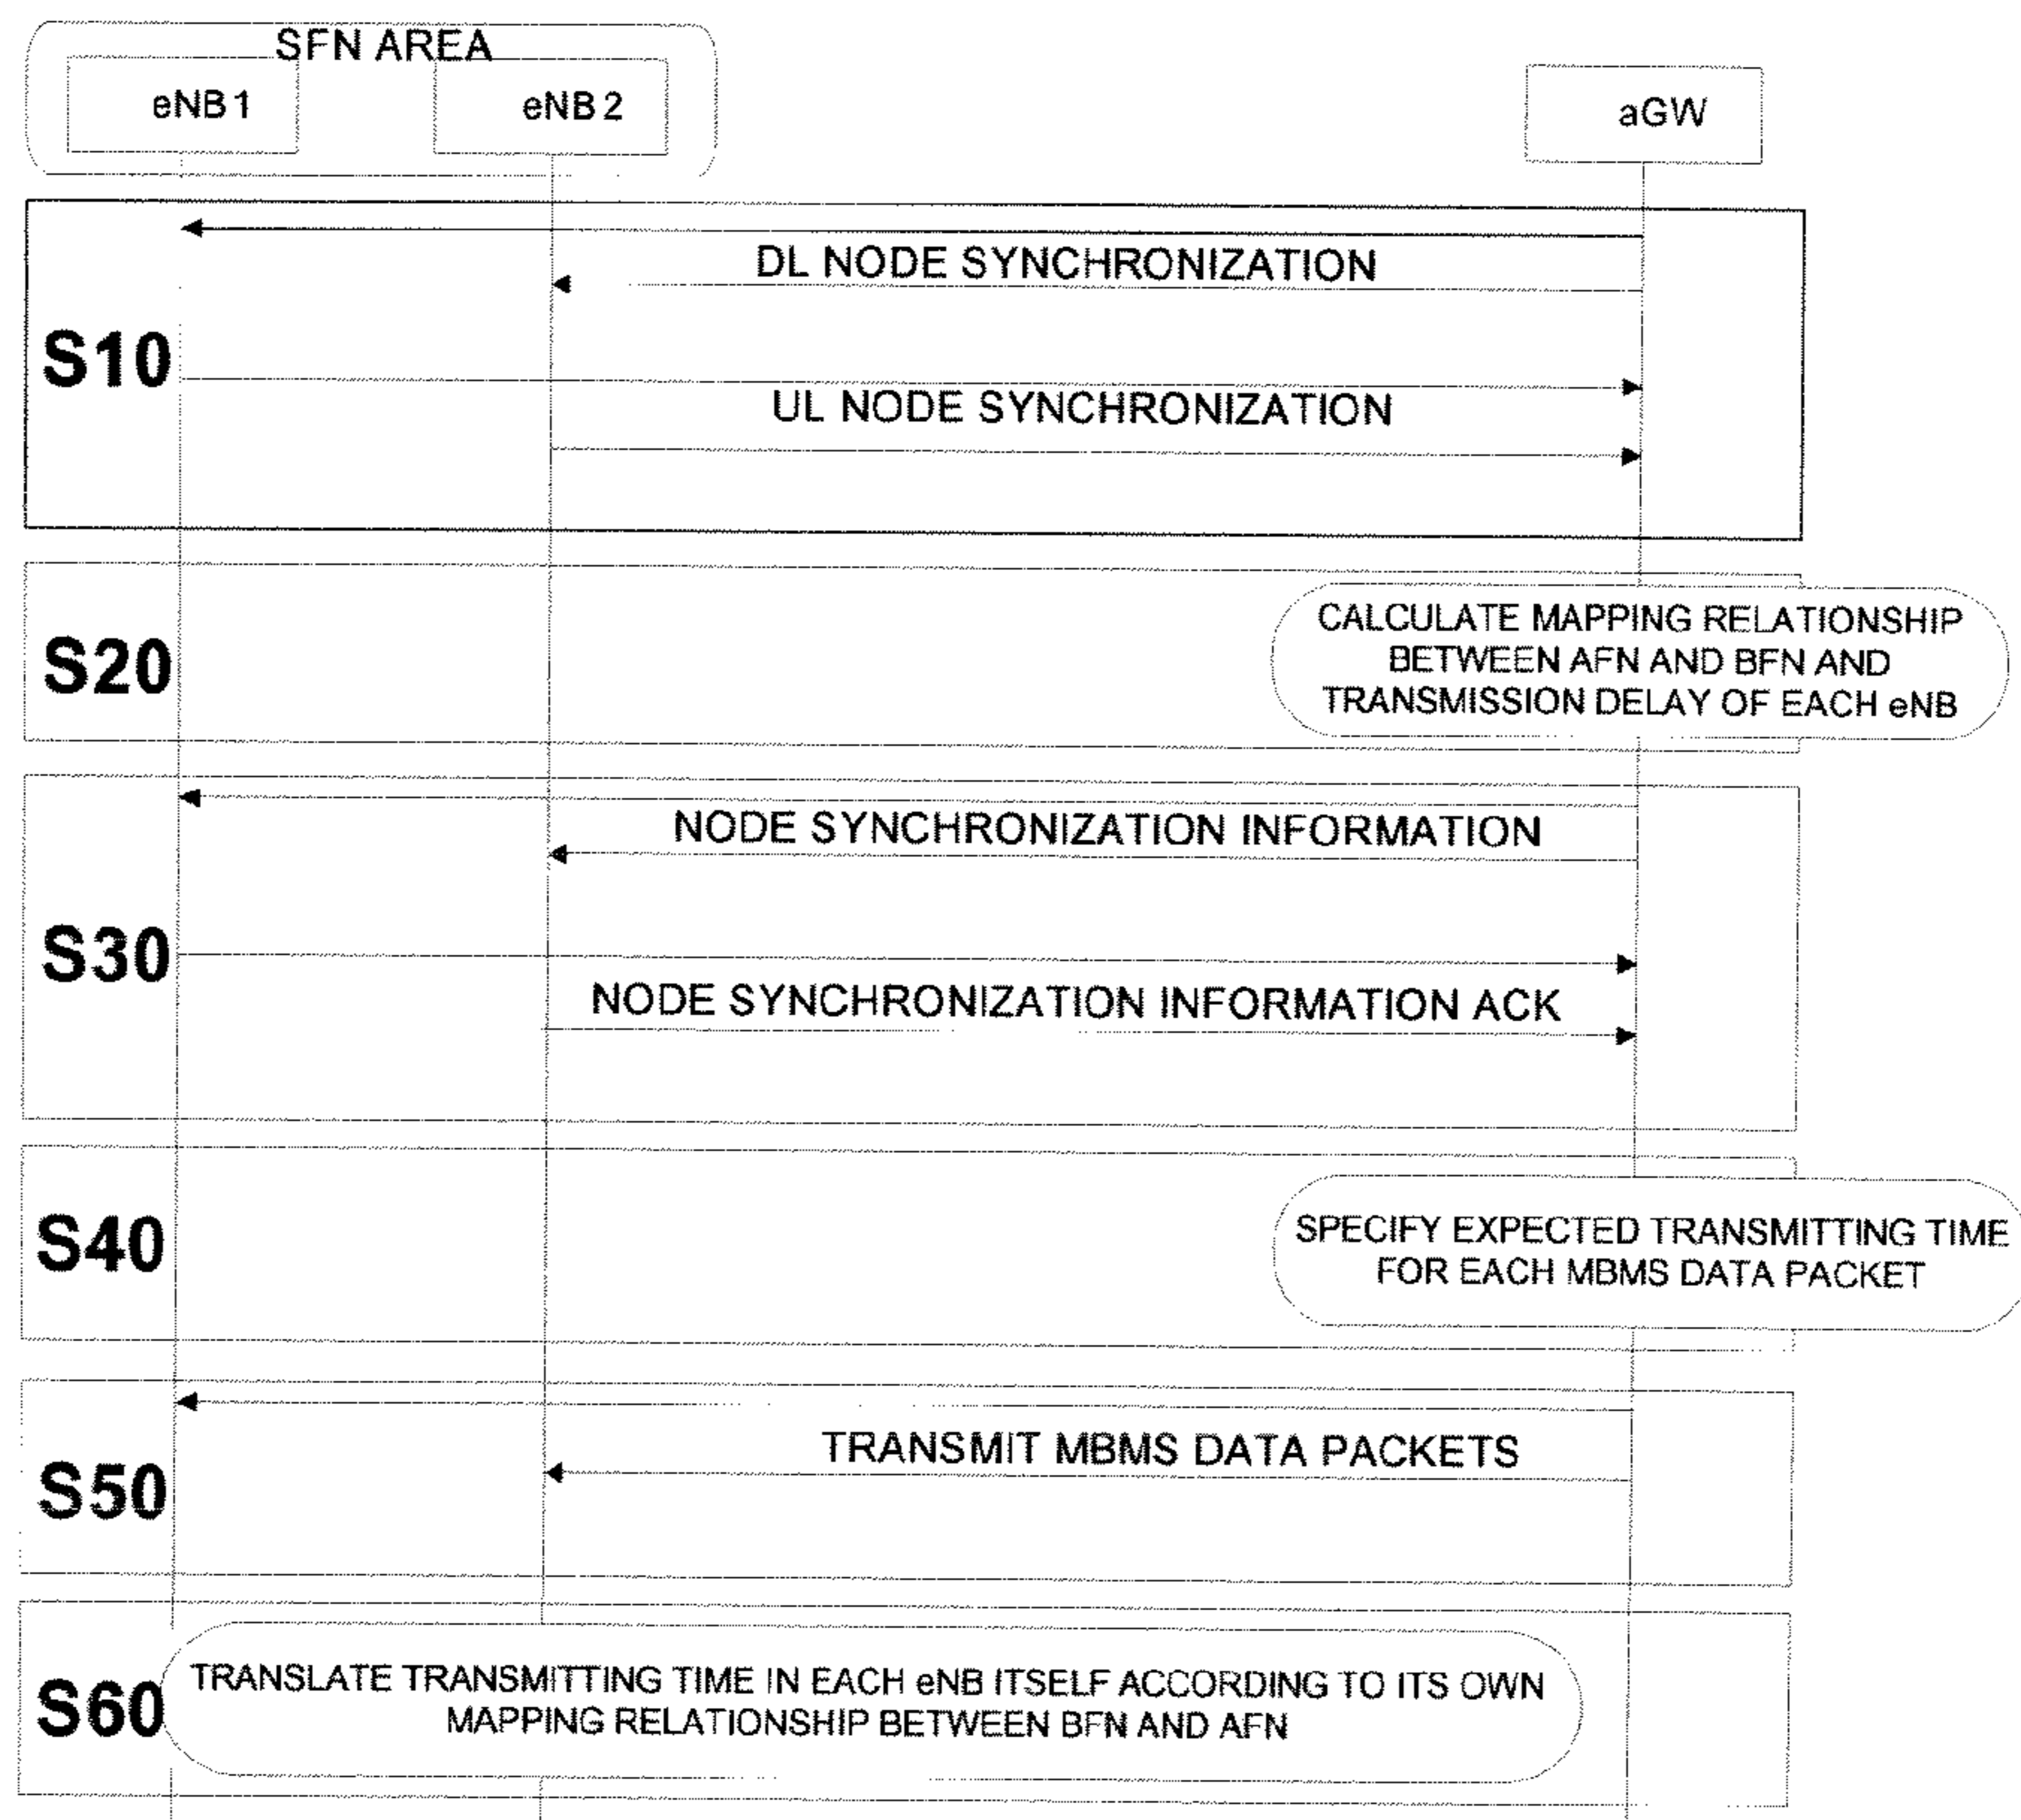 SFN AREA
eNB1
eNB2
aGW
DL NODE SYNCHRONIZATION
S10
UL NODE SYNCHRONIZATION
CALCULATE MAPPING RELATIONSHIP
BETWEEN AFN AND BFN AND
TRANSMISSION DELAY OF EACH eNB
S20
NODE SYNCHRONIZATION INFORMATION
S30
NODE SYNCHRONIZATION INFORMATION ACK
S40
SPECIFY EXPECTED TRANSMITTING TIME
FOR EACH MBMS DATA PACKET
TRANSMIT MBMS DATA PACKETS
S50
S60
TRANSLATE TRANSMITTING TIME IN EACH eNB ITSELF ACCORDING TO ITS OWN
MAPPING RELATIONSHIP BETWEEN BFN AND AFN